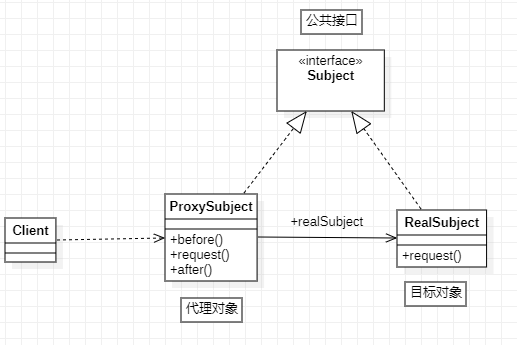 公共接口
«interface»
Subject
ProxySubject
+before()
+request()
+after()
+realSubject
RealSubject
+request()
Client
代理对象
目标对象